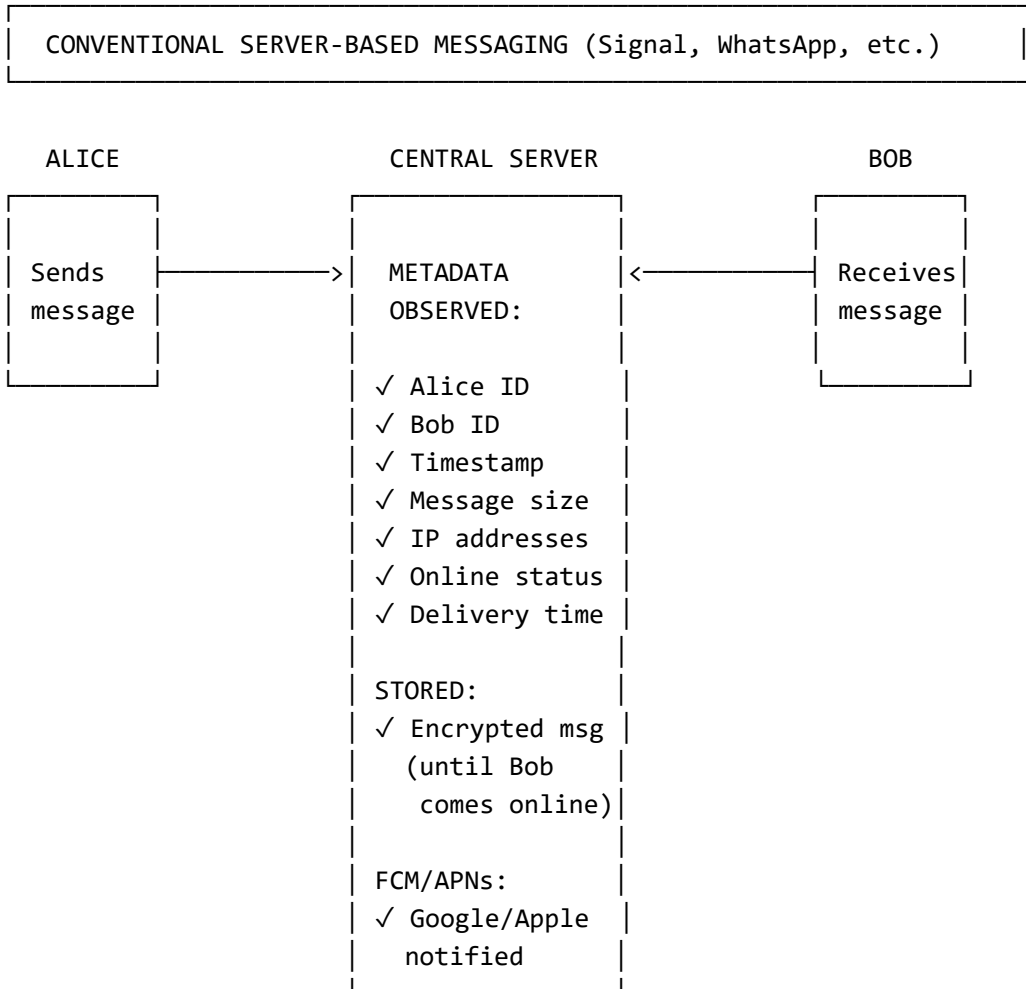 CONVENTIONAL SERVER-BASED MESSAGING (Signal, WhatsApp, etc.)
ALICE CENTRAL SERVER BOB
Sends METADATA Receives
message OBSERVED: message
✓ Alice ID
✓ Bob ID
✓ Timestamp
✓ Message size
✓ IP addresses
✓ Online status
✓ Delivery time
STORED:
✓ Encrypted msg
(until Bob
comes online)
FCM/APNs:
✓ Google/Apple
notified